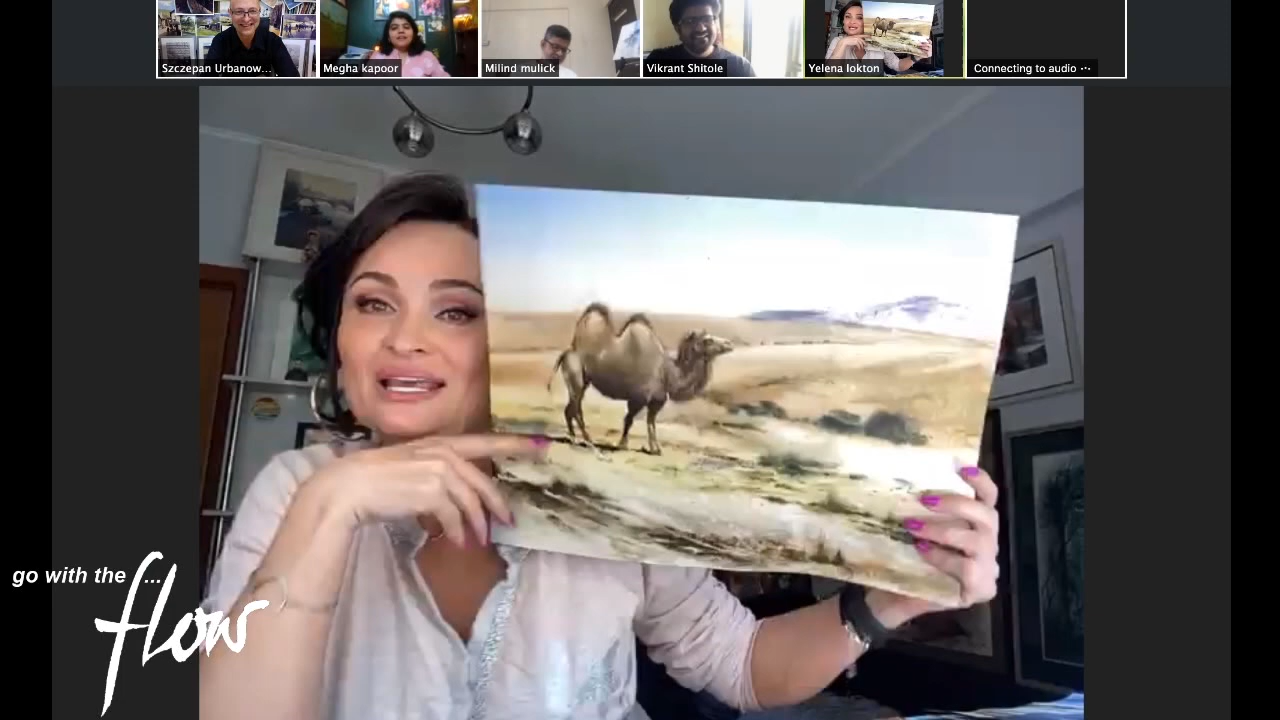 Szczepan Urbanow...
Megha kapoor
Milind mulick
Vikrant Shitole
Yelena lokton
Connecting to audio ···
go with the ...
flow